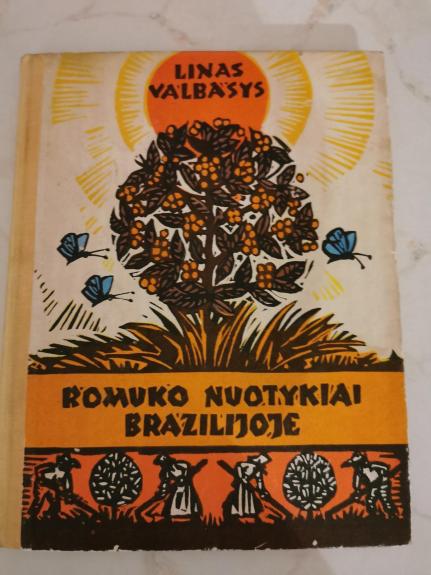 LINAS
VALBASYS
ROMUKO NUOTYKIAI
BRAZILIJOJE